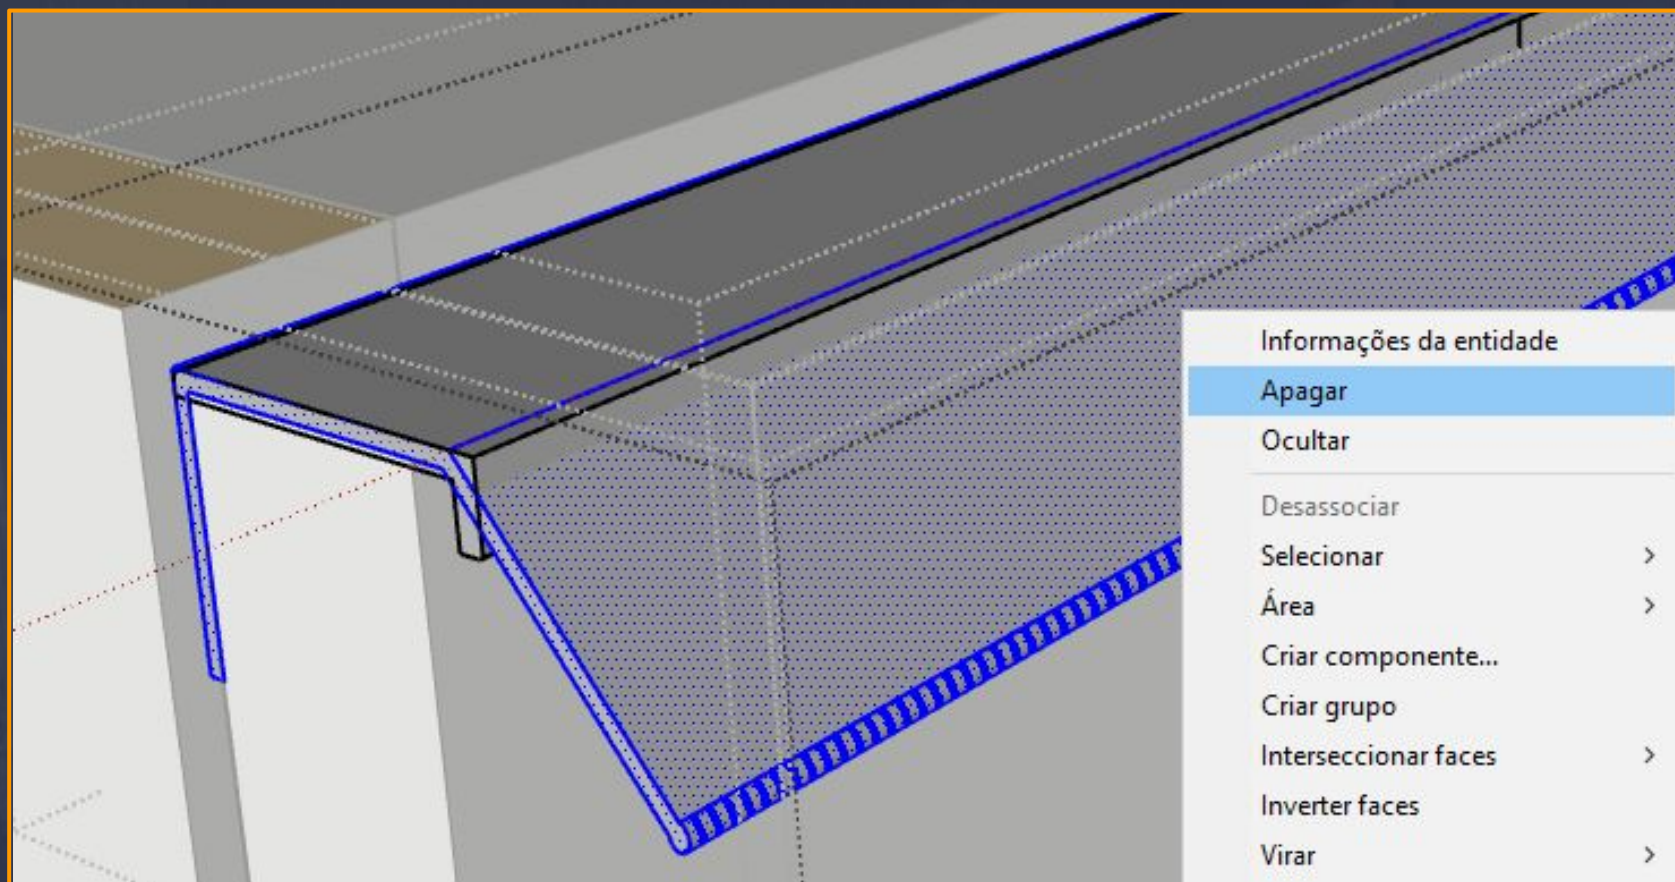 Informações da entidade
Apagar
Ocultar
Desassociar
Selecionar
Área
Criar componente...
Criar grupo
Interseccionar faces
Inverter faces
Virar